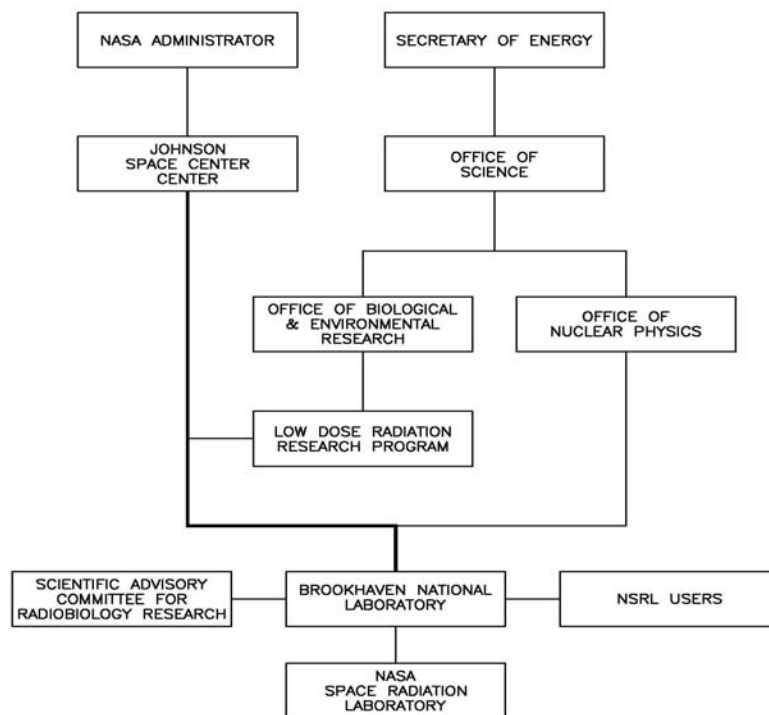 NASA ADMINISTRATOR
SECRETARY OF ENERGY
JOHNSON
SPACE CENTER
CENTER
OFFICE OF
SCIENCE
OFFICE OF BIOLOGICAL
& ENVIRONMENTAL
RESEARCH
OFFICE OF
NUCLEAR PHYSICS
LOW DOSE RADIATION
RESEARCH PROGRAM
SCIENTIFIC ADVISORY
COMMITTEE FOR
RADIOBIOLOGY RESEARCH
BROOKHAVEN NATIONAL
LABORATORY
NSRL USERS
NASA
SPACE RADIATION
LABORATORY